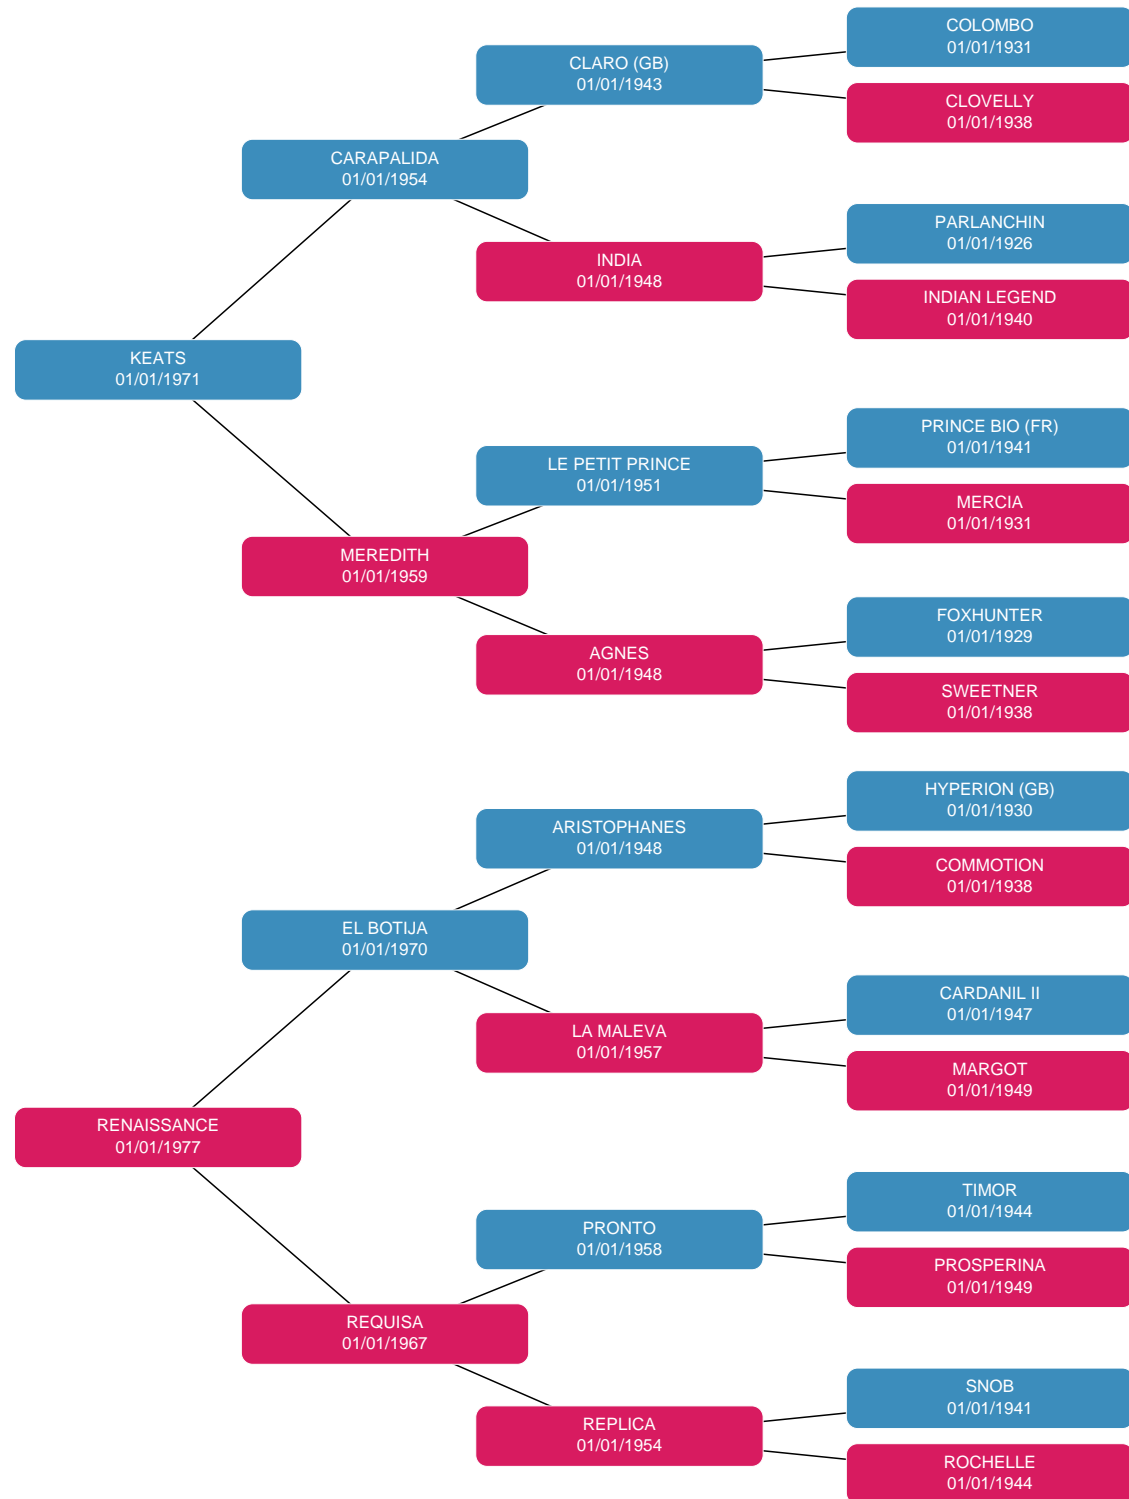 COLOMBO
01/01/1931
CLARO (GB)
01/01/1943
CLOVELLY
01/01/1938
CARAPALIDA
01/01/1954
PARLANCHIN
01/01/1926
INDIA
01/01/1948
INDIAN LEGEND
01/01/1940
KEATS
01/01/1971
PRINCE BIO (FR)
01/01/1941
LE PETIT PRINCE
01/01/1951
MERCIA
01/01/1931
MEREDITH
01/01/1959
FOXHUNTER
01/01/1929
AGNES
01/01/1948
SWEETNER
01/01/1938
HYPERION (GB)
01/01/1930
ARISTOPHANES
01/01/1948
COMMOTION
01/01/1938
EL BOTIJA
01/01/1970
CARDANIL II
01/01/1947
LA MALEVA
01/01/1957
MARGOT
01/01/1949
RENAISSANCE
01/01/1977
TIMOR
01/01/1944
PRONTO
01/01/1958
PROSPERINA
01/01/1949
REQUISA
01/01/1967
SNOB
01/01/1941
REPLICA
01/01/1954
ROCHELLE
01/01/1944